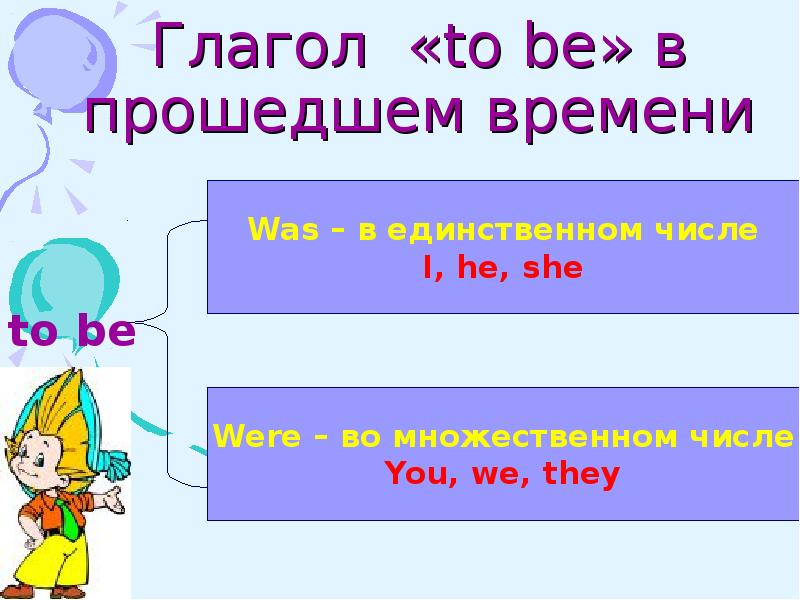 Глагол «to be» в
прошедшем времени
Was – в единственном числе
I, he, she
to be
Were – во множественном числе
You, we, they